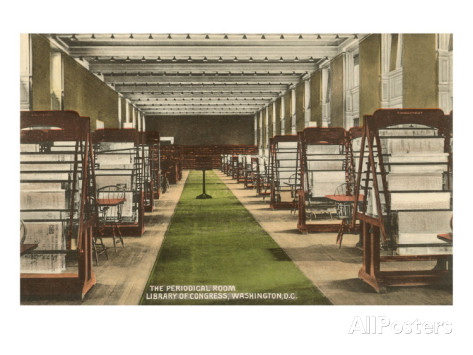 THE PERIODICAL ROOM
LIBRARY OF CONGRESS, WASHINGTON, D.C.
AllPosters